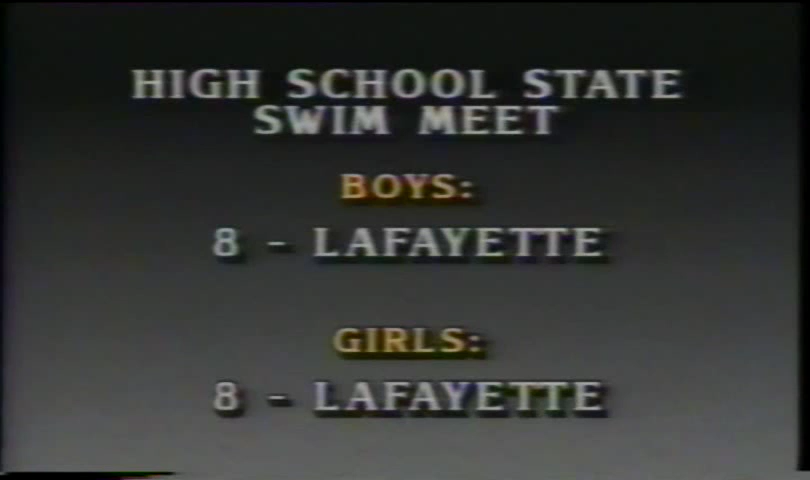 HIGH SCHOOL STATE
SWIM MEET
BOYS:
8 - LAFAYETTE
GIRLS:
8 - LAFAYETTE